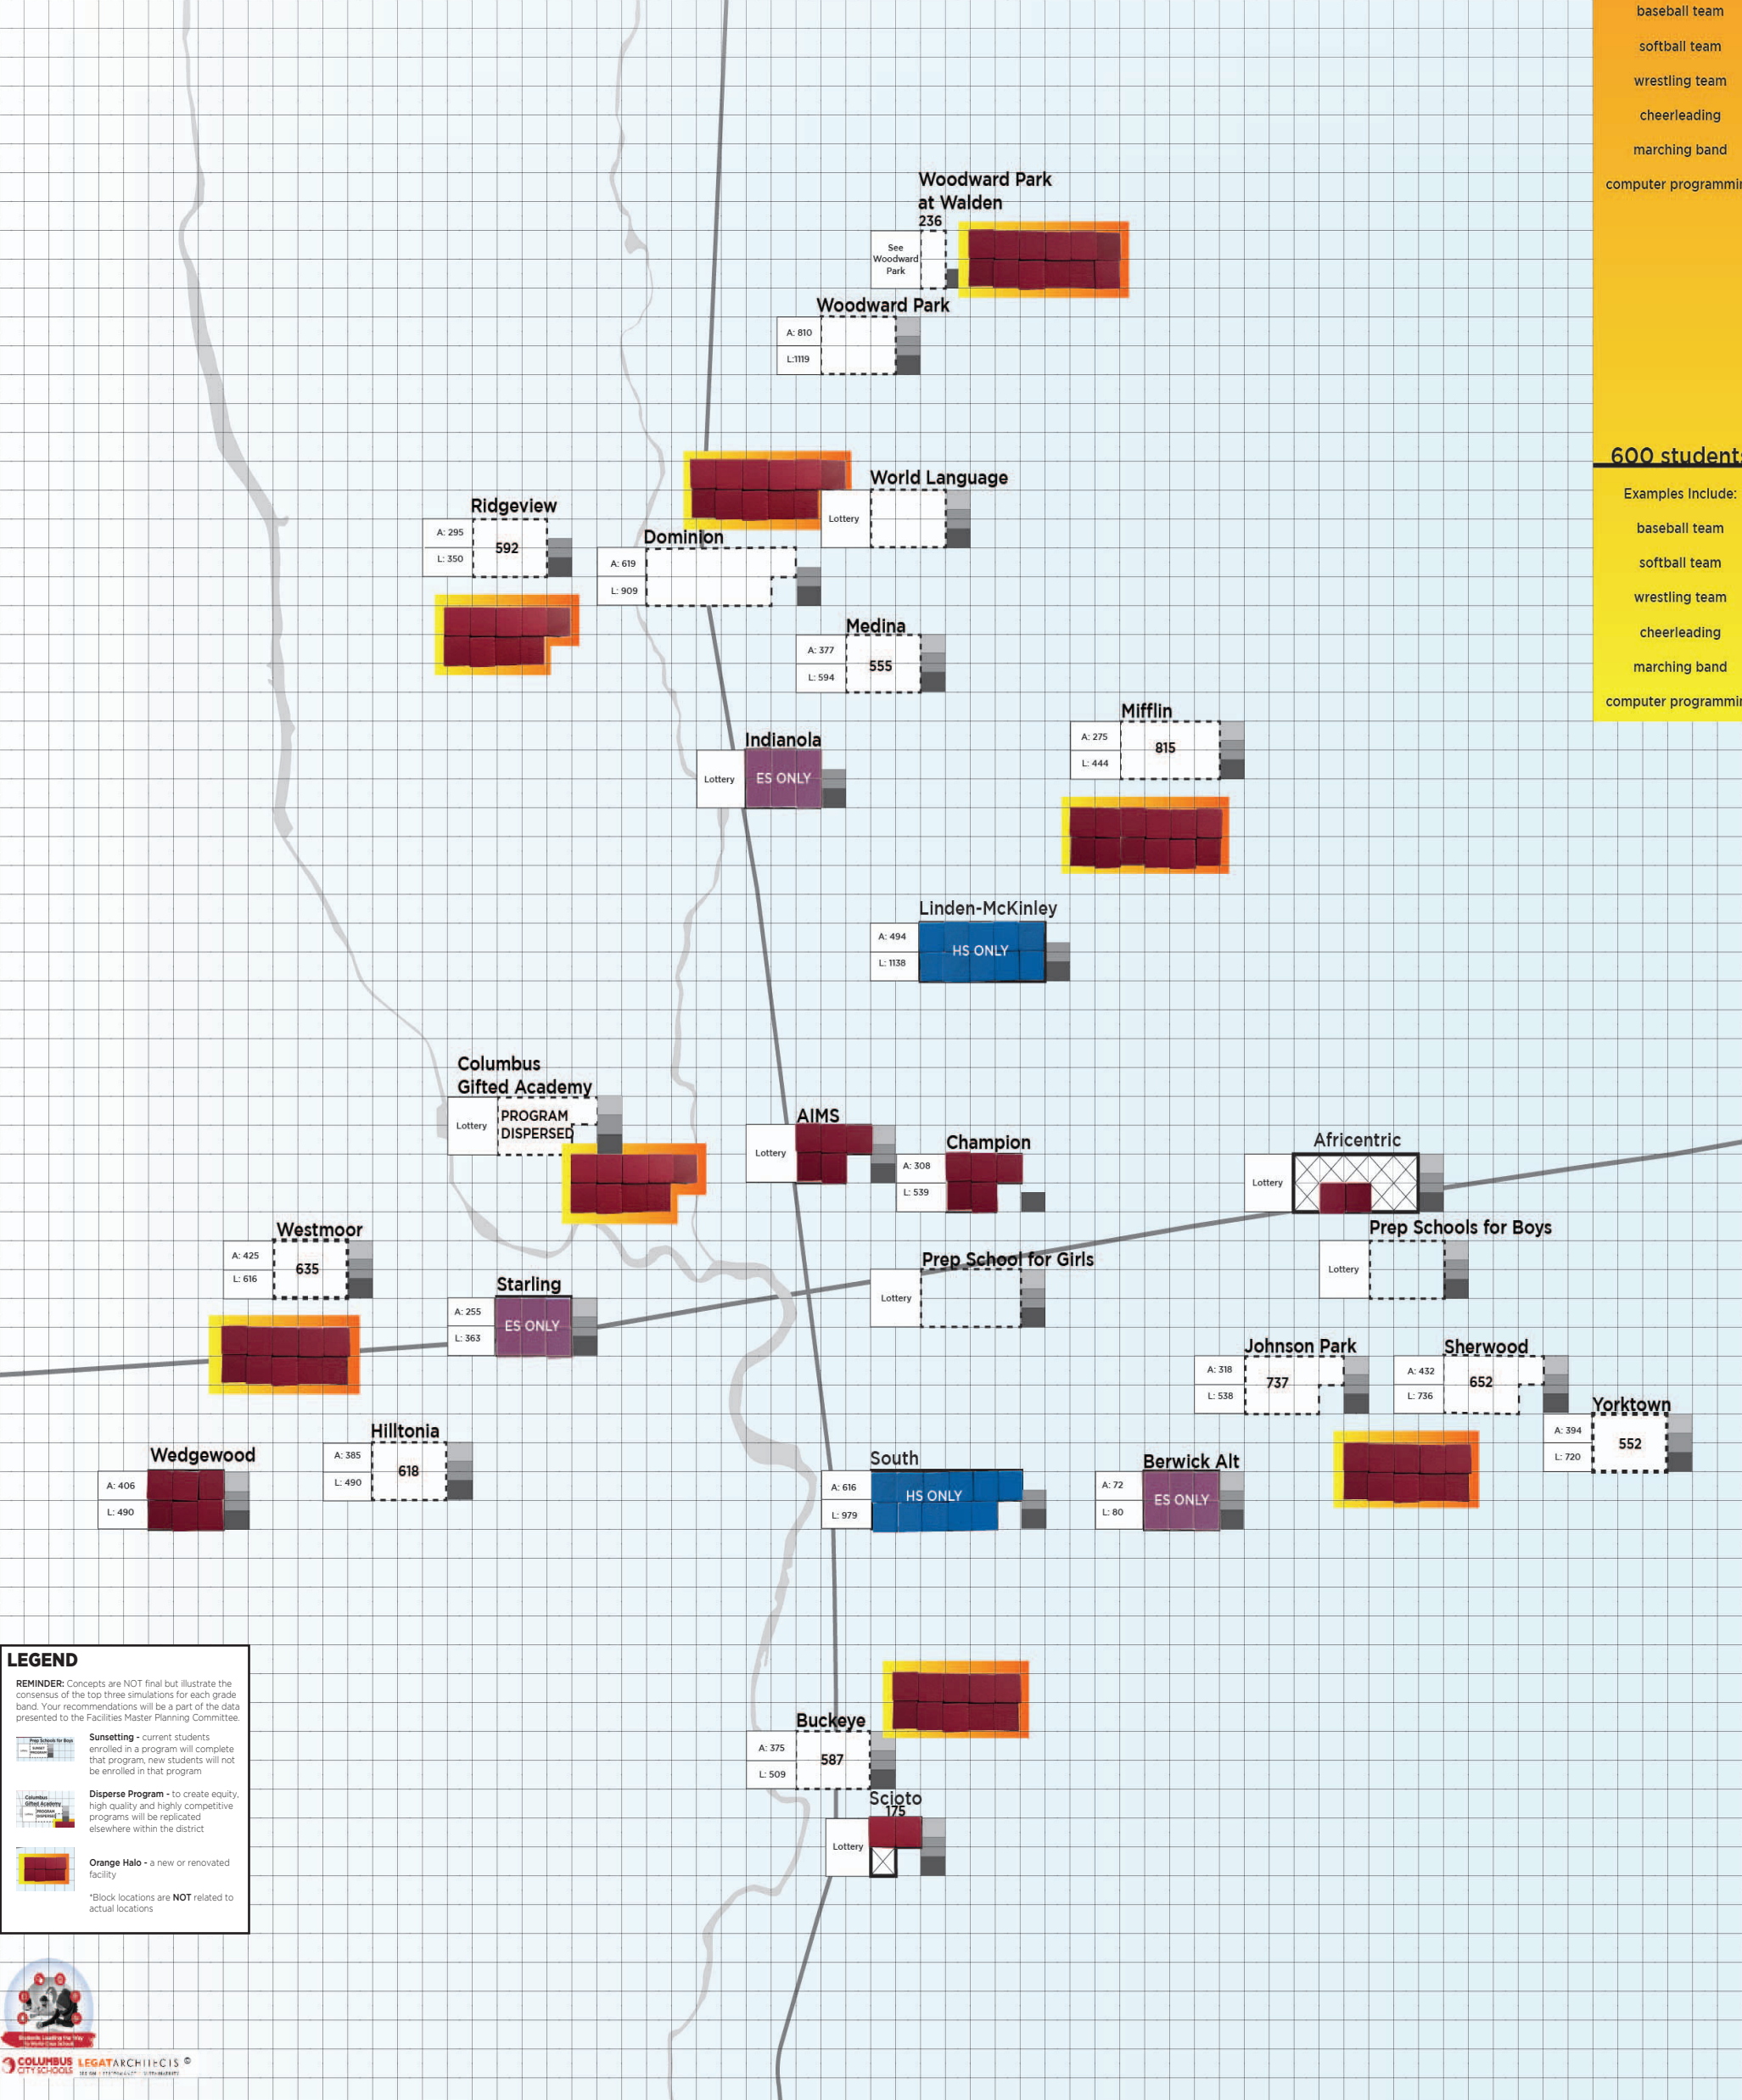 baseball team
softball team
wrestling team
cheerleading
marching band
computer
600 students
Examples Include:
baseball team
softball team
wrestling team
cheerleading
marching band
computer
Woodward Park
at Walden
236
See
Woodward
Park
Woodward Park
A: 810
L:1119
World Language
Lottery
Ridgeview
A: 295
L: 350
592
Dominion
A: 619
L: 909
Medina
A: 377
L: 594
555
Mifflin
A: 275
L: 444
815
Indianola
Lottery
ES ONLY
Linden-McKinley
A: 494
L: 1138
HS ONLY
Columbus
Gifted Academy
Lottery
PROGRAM
DISPERSED
AIMS
Lottery
Champion
A: 308
L: 539
Africentric
Lottery
Prep Schools for Boys
Lottery
Westmoor
A: 425
L: 616
635
Prep School for Girls
Lottery
Starling
A: 255
L: 363
ES ONLY
Johnson Park
A: 318
L: 538
737
Sherwood
A: 432
L: 736
652
Yorktown
A: 394
L: 720
552
Hilltonia
A: 385
L: 490
618
Wedgewood
A: 406
L: 490
South
A: 616
L: 979
HS ONLY
Berwick Alt
A: 72
L: 80
ES ONLY
Buckeye
A: 375
L: 509
587
Scioto
175
Lottery
LEGEND
REMINDER: Concepts are NOT final but illustrate the
consensus of the top three simulations for each grade
band. Your recommendations will be a part of the data
presented to the Facilities Master Planning Committee.
Prep Schools for Boys
Sunsetting - current students
enrolled in a program will complete
that program, new students will not
be enrolled in that program
Columbus
Gifted Academy
PROGRAM
DISPERSED
Disperse Program - to create equity,
high quality and highly competitive
programs will be replicated
elsewhere within the district
Orange Halo - a new or renovated
facility
*Block locations are NOT related to
actual locations
COLUMBUS
CITY SCHOOLS
LEGATARCHITECTS ©